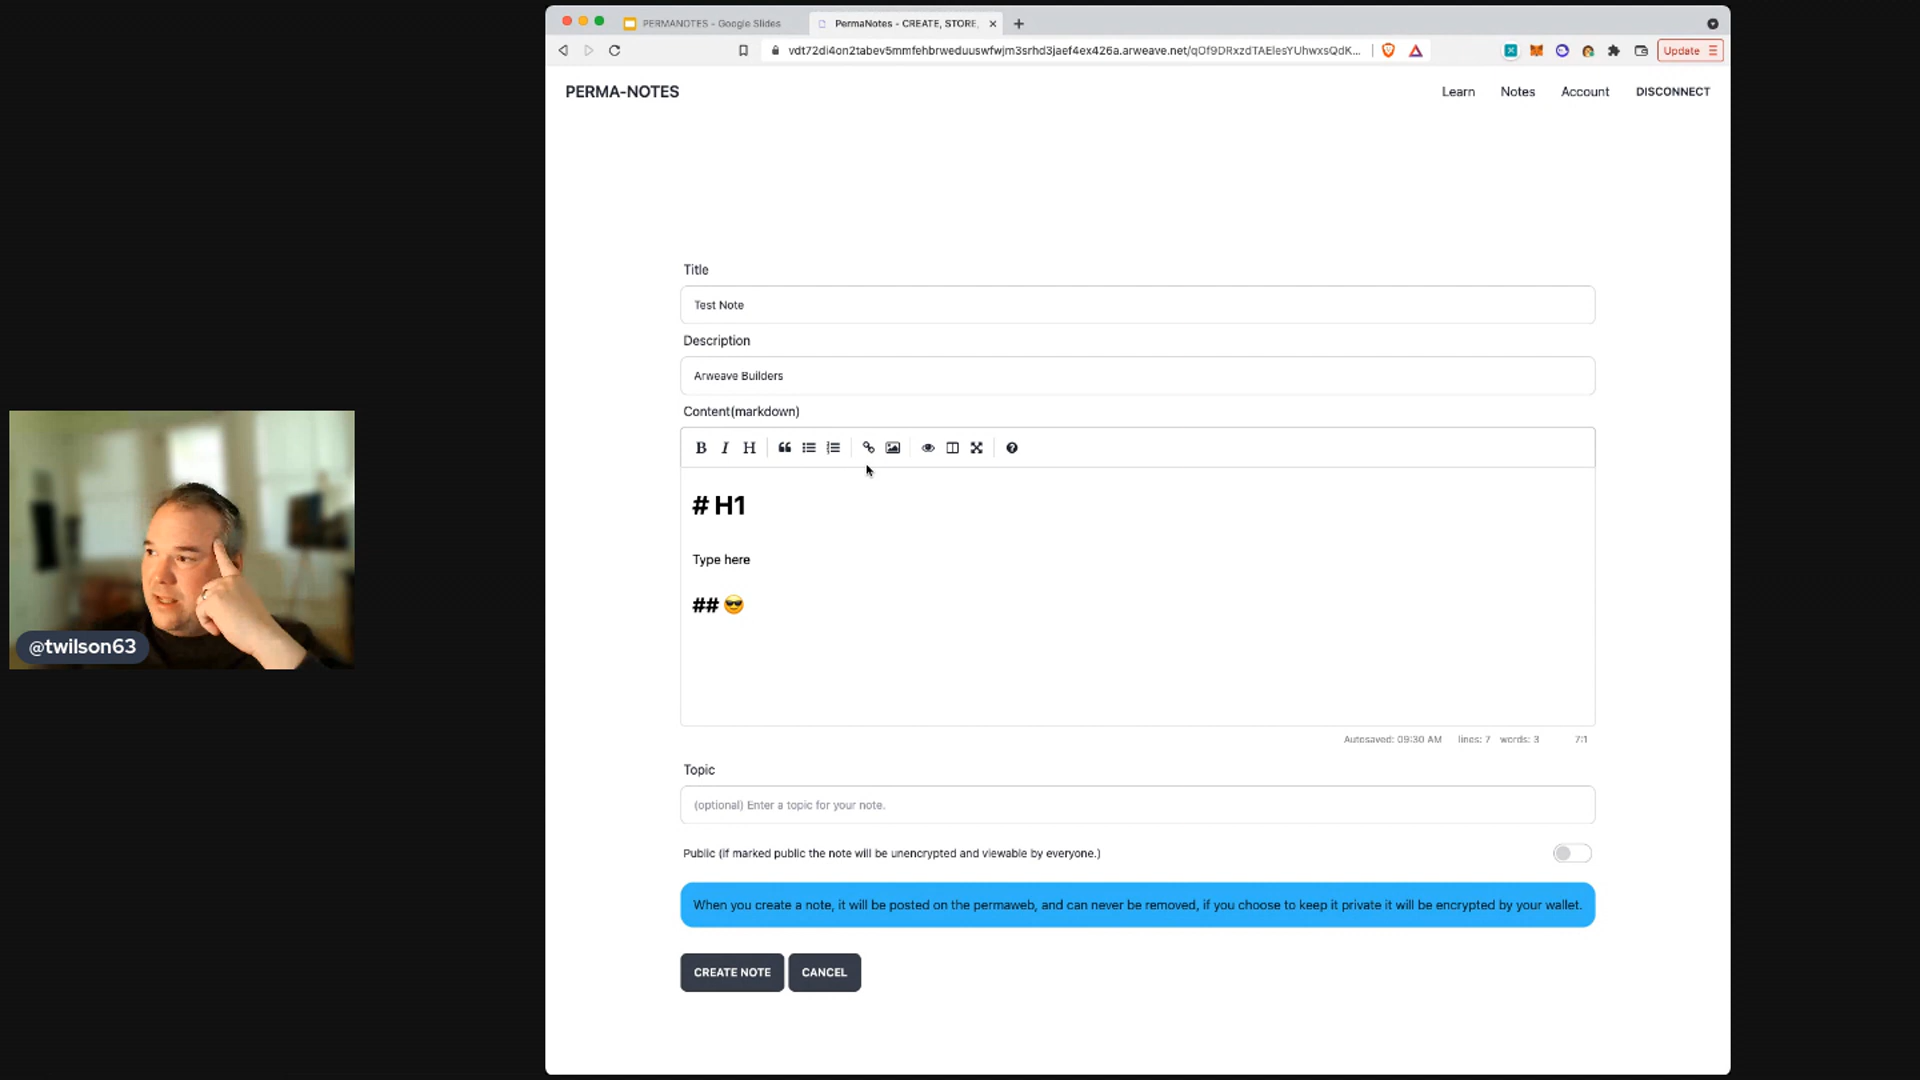 PERMANOTES - Google Slides
PermaNotes - CREATE, STORE,
vdt72di4on2tabev5mmfehbrweduuswfwjm3srhd3jaef4ex426a.arweave.net/qOf9DRxzdTAElesYUhwxsQdK...
Update
PERMA-NOTES
Learn
Notes
Account
DISCONNECT
Title
Test Note
Description
Arweave Builders
Content(markdown)
B I H
# H1
Type here
## 😎
Autosaved: 09:30 AM lines: 7 words: 3 7:1
Topic
(optional) Enter a topic for your note.
Public (if marked public the note will be unencrypted and viewable by everyone.)
When you create a note, it will be posted on the permaweb, and can never be removed, if you choose to keep it private it will be encrypted by your wallet.
CREATE NOTE
CANCEL
@twilson63